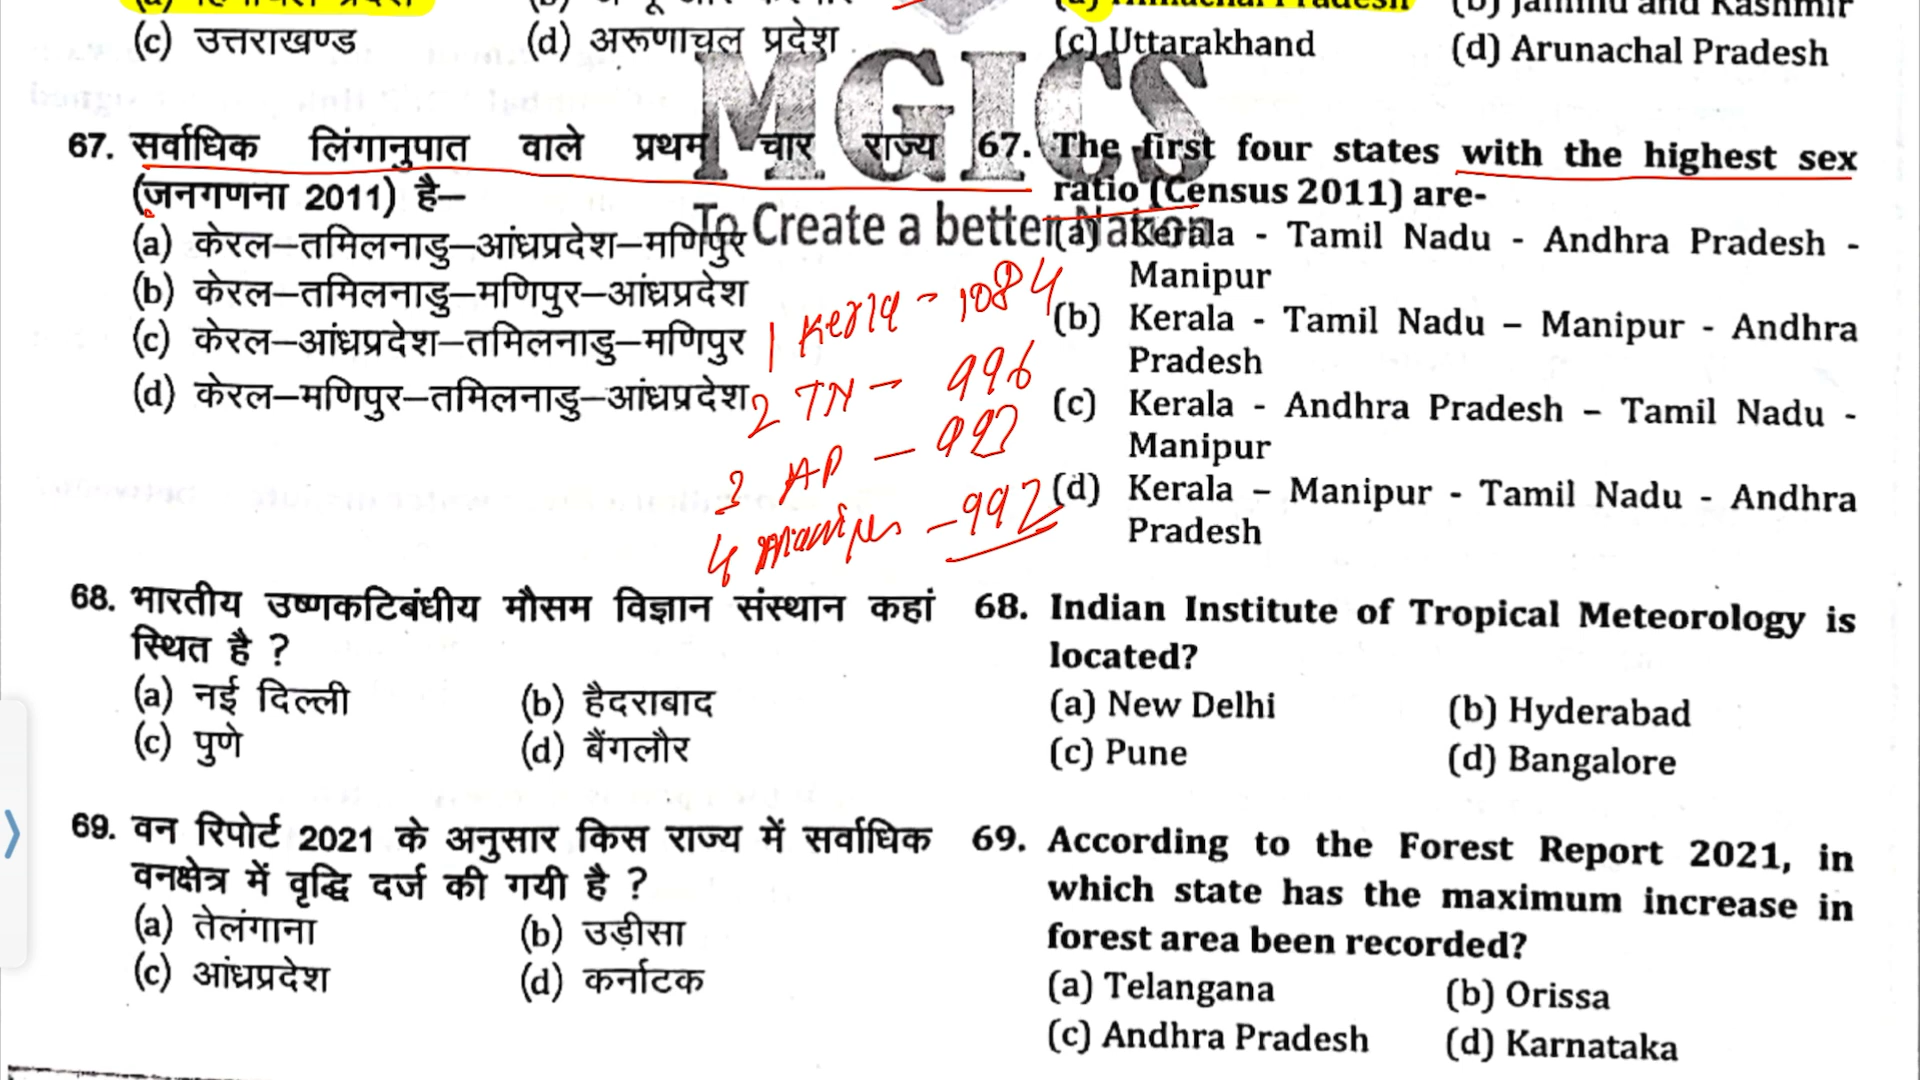 (c) उत्तराखण्ड (d) अरूणाचल प्रदेश
67. सर्वाधिक लिंगानुपात वाले प्रथम चार राज्य
(जनगणना 2011) है–
(a) केरल–तमिलनाडु–आंध्रप्रदेश–मणिपुर
(b) केरल–तमिलनाडु–मणिपुर–आंध्रप्रदेश
(c) केरल–आंध्रप्रदेश–तमिलनाडु–मणिपुर
(d) केरल–मणिपुर–तमिलनाडु–आंध्रप्रदेश
68. भारतीय उष्णकटिबंधीय मौसम विज्ञान संस्थान कहां
स्थित है ?
(a) नई दिल्ली (b) हैदराबाद
(c) पुणे (d) बैंगलौर
69. वन रिपोर्ट 2021 के अनुसार किस राज्य में सर्वाधिक
वनक्षेत्र में वृद्धि दर्ज की गयी है ?
(a) तेलंगाना (b) उड़ीसा
(c) आंध्रप्रदेश (d) कर्नाटक
MGICS
To Create a better Nation
1 Kerla - 1084
2 TN - 996
3 AP - 993
4 - 992
(a) Himachal Pradesh (b) Jammu and Kashmir
(c) Uttarakhand (d) Arunachal Pradesh
67. The first four states with the highest sex
ratio (Census 2011) are-
(a) Kerala - Tamil Nadu - Andhra Pradesh -
Manipur
(b) Kerala - Tamil Nadu – Manipur - Andhra
Pradesh
(c) Kerala - Andhra Pradesh – Tamil Nadu -
Manipur
(d) Kerala – Manipur - Tamil Nadu - Andhra
Pradesh
68. Indian Institute of Tropical Meteorology is
located?
(a) New Delhi (b) Hyderabad
(c) Pune (d) Bangalore
69. According to the Forest Report 2021, in
which state has the maximum increase in
forest area been recorded?
(a) Telangana (b) Orissa
(c) Andhra Pradesh (d) Karnataka